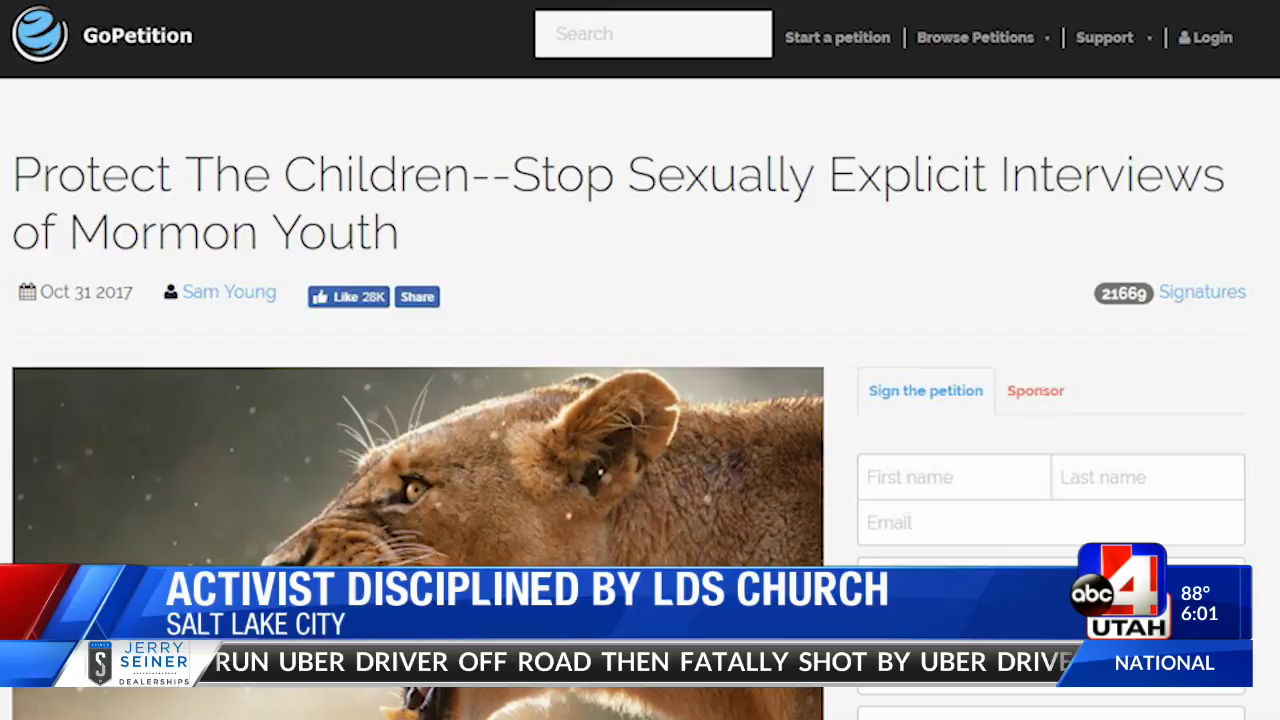 GoPetition
Search
Start a petition
Browse Petitions
Support
Login
Protect The Children--Stop Sexually Explicit Interviews
of Mormon Youth
Oct 31 2017
Sam Young
Like 28K
Share
21669 Signatures
Sign the petition
Sponsor
First name
Last name
Email
ACTIVIST DISCIPLINED BY LDS CHURCH
SALT LAKE CITY
abc 4
UTAH
88°
6:01
S
JERRY
SEINER
DEALERSHIPS
RUN UBER DRIVER OFF ROAD THEN FATALLY SHOT BY UBER DRIVE
NATIONAL